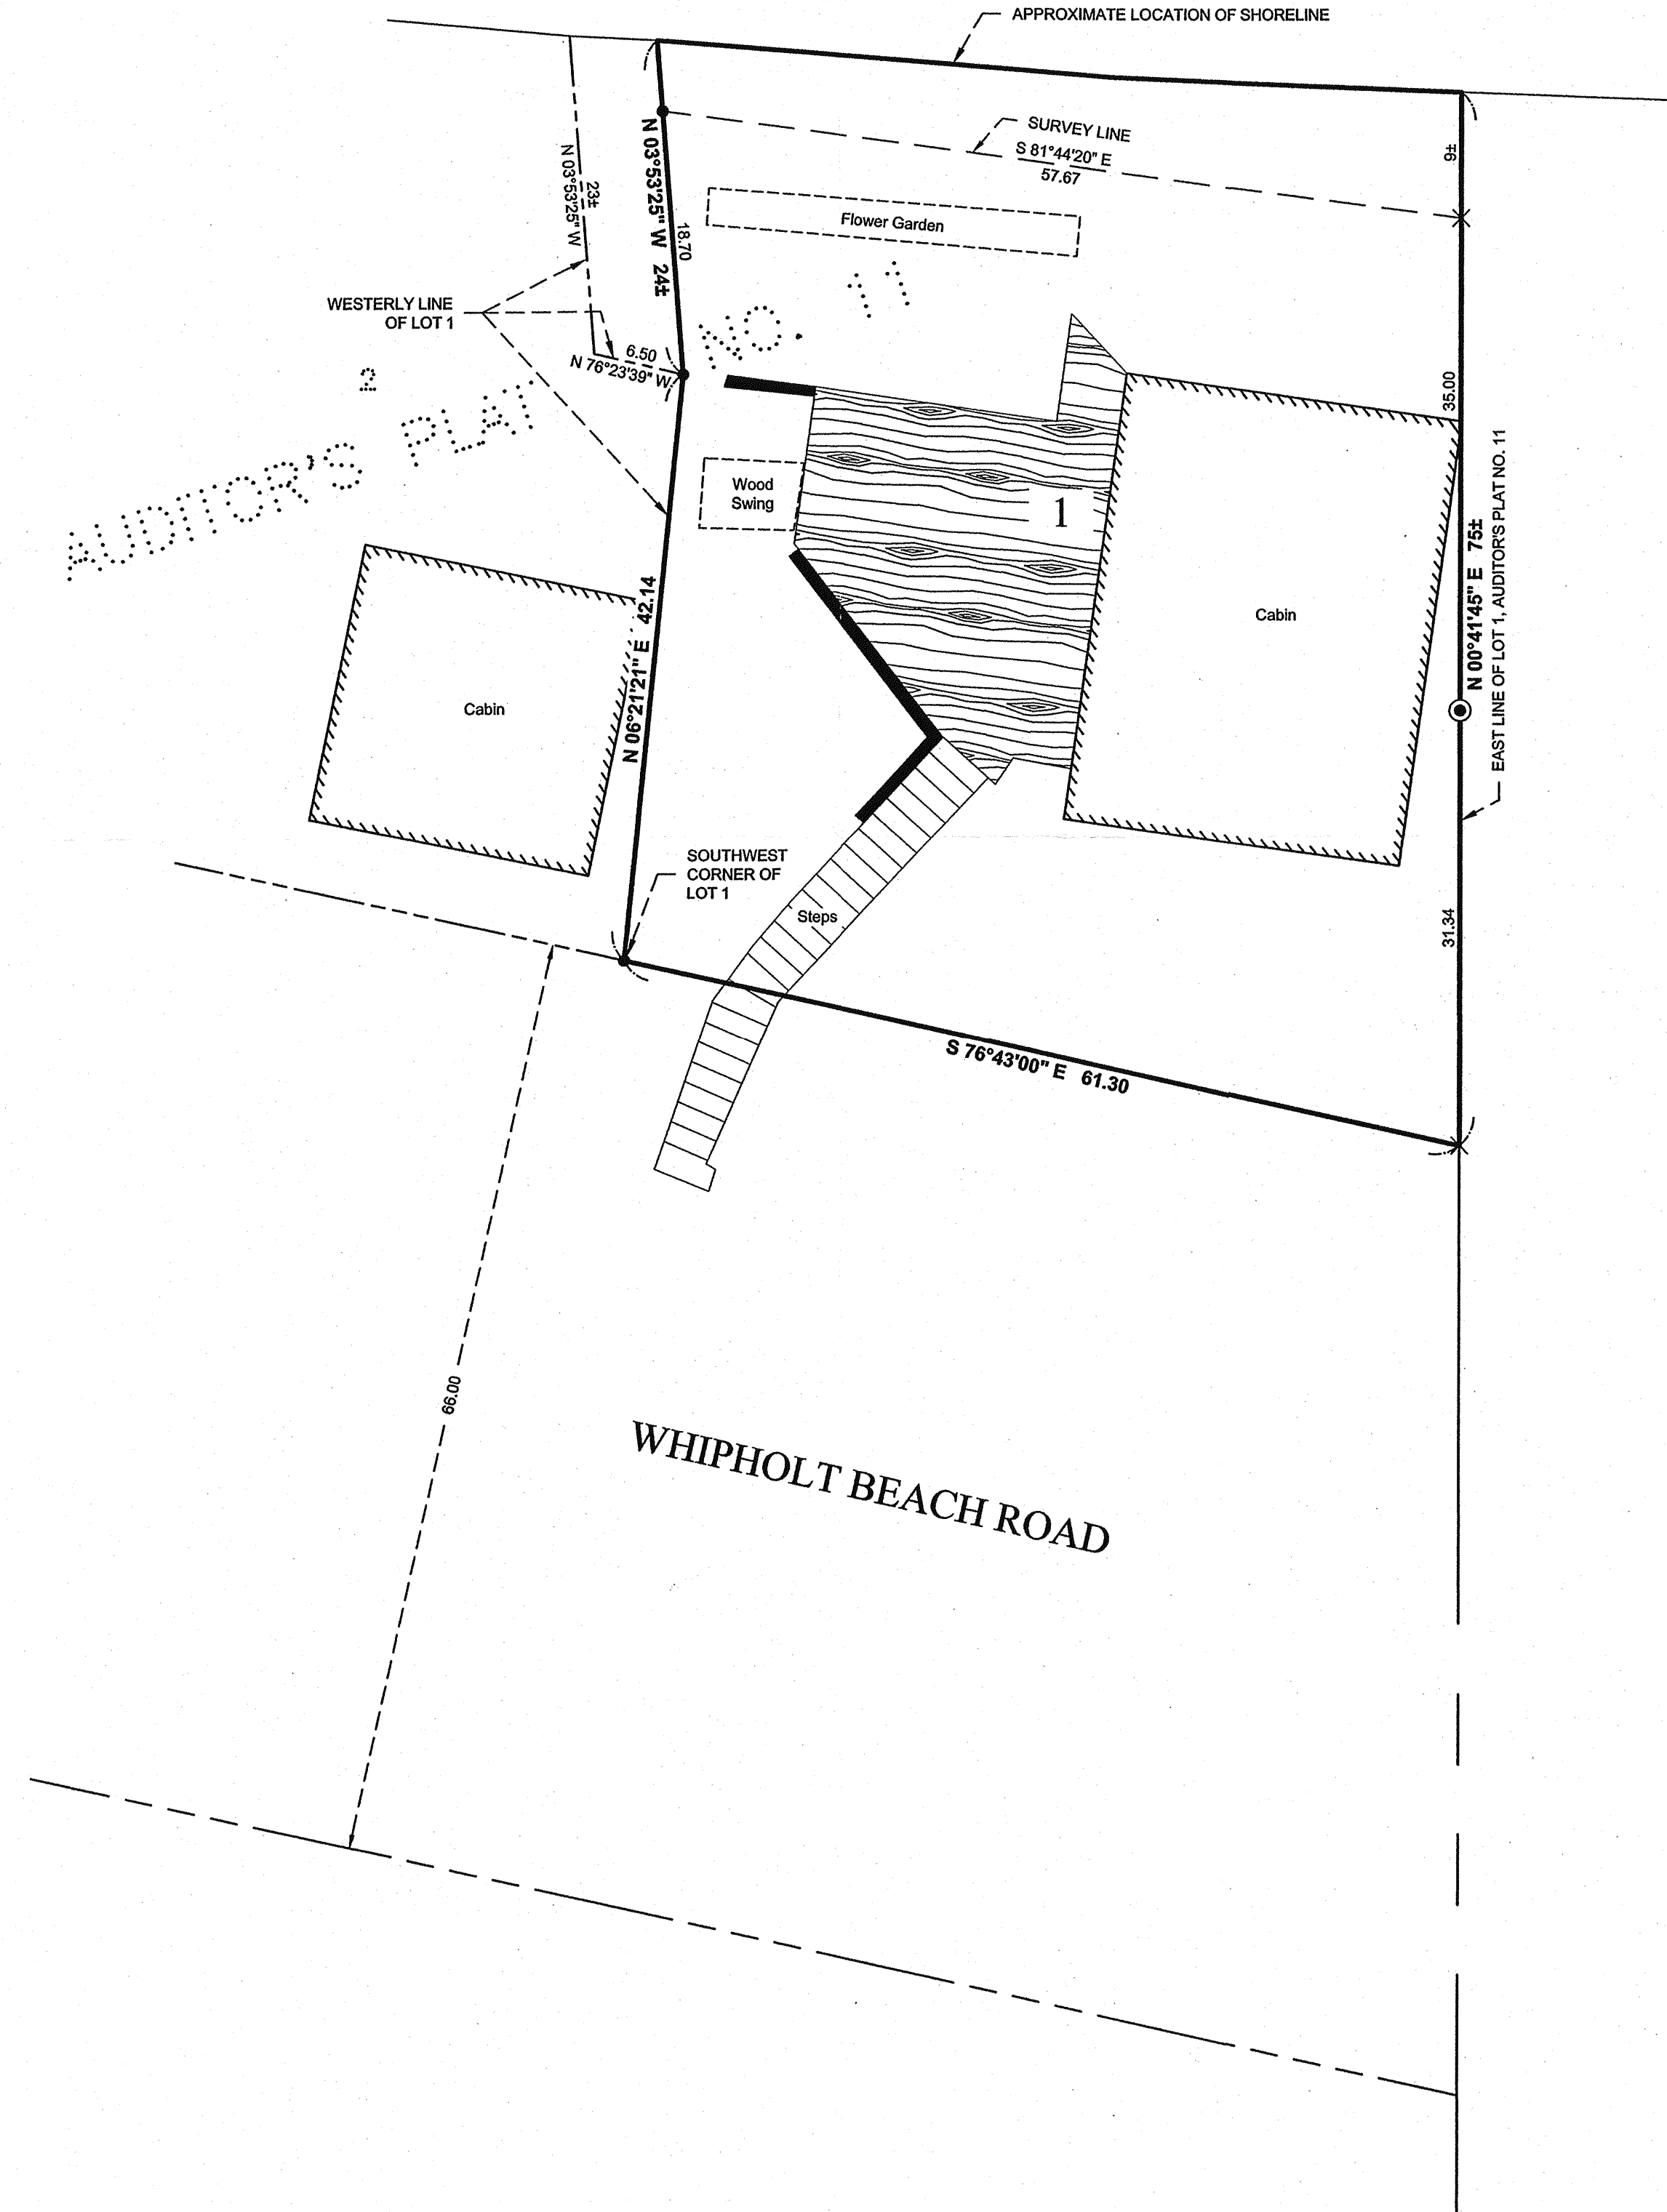 APPROXIMATE LOCATION OF SHORELINE
SURVEY LINE
S 81°44'20" E
57.67
9±
N 03°53'25" W
23±
N 03°53'25" W 24±
18.70
Flower Garden
WESTERLY LINE
OF LOT 1
6.50
N 76°23'39" W
2
AUDITOR'S PLAT NO. 11
35.00
Wood
Swing
1
Cabin
N 00°41'45" E 75±
EAST LINE OF LOT 1, AUDITOR'S PLAT NO. 11
N 06°21'21" E 42.14
Cabin
SOUTHWEST
CORNER OF
LOT 1
Steps
31.34
S 76°43'00" E 61.30
66.00
WHIPHOLT BEACH ROAD